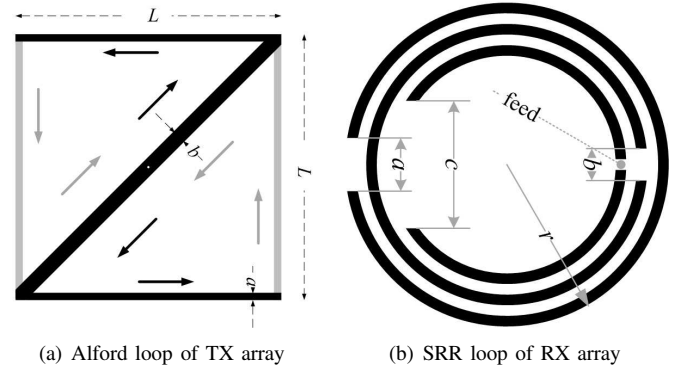 L
b
L
a
feed
a
c
b
r
(a) Alford loop of TX array
(b) SRR loop of RX array